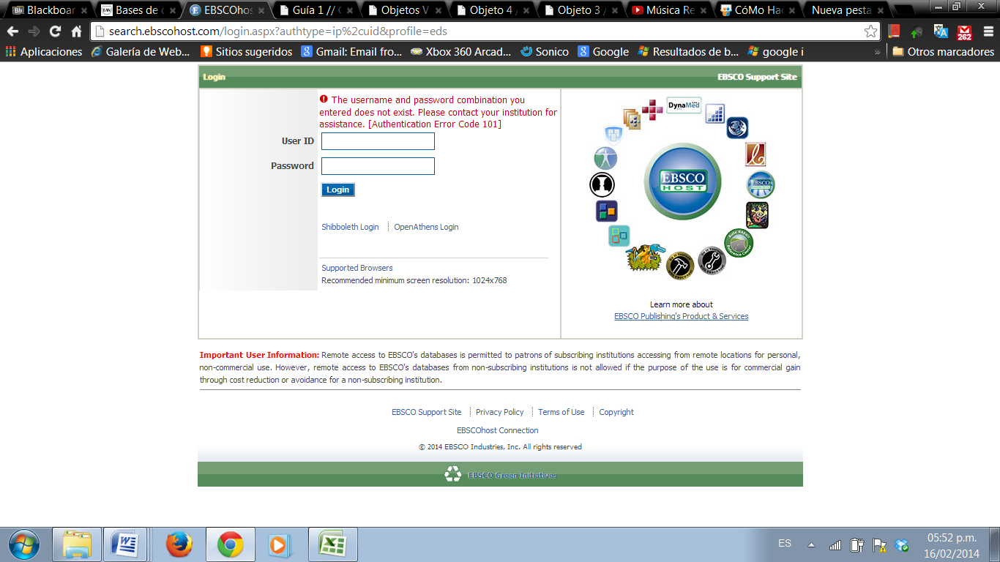 Blackboar
Bases de
EBSCOhos
Guía 1 //
Objetos V
Objeto 4
Objeto 3
Música Re
CóMo Ha
Nueva pesta
search.ebscohost.com/login.aspx?authtype=ip%2cuid&profile=eds
262
Aplicaciones
Galería de Web...
Sitios sugeridos
Gmail: Email fro...
Xbox 360 Arcad...
Sonico
Google
Resultados de b...
google i
»
Otros marcadores
Login
EBSCO Support Site
The username and password combination you
entered does not exist. Please contact your institution for
assistance. [Authentication Error Code 101]
User ID
Password
Login
Shibboleth Login
OpenAthens Login
Supported Browsers
Recommended minimum screen resolution: 1024x768
DynaMed
EBSCO
HOST
EBSCO
Auto Repair
Reference Center
Learn more about
EBSCO Publishing's Product & Services
Important User Information: Remote access to EBSCO's databases is permitted to patrons of subscribing institutions accessing from remote locations for personal,
non-commercial use. However, remote access to EBSCO's databases from non-subscribing institutions is not allowed if the purpose of the use is for commercial gain
through cost reduction or avoidance for a non-subscribing institution.
EBSCO Support Site
Privacy Policy
Terms of Use
Copyright
EBSCOhost Connection
© 2014 EBSCO Industries, Inc. All rights reserved
EBSCO Green Initiatives
ES
05:52 p.m.
16/02/2014